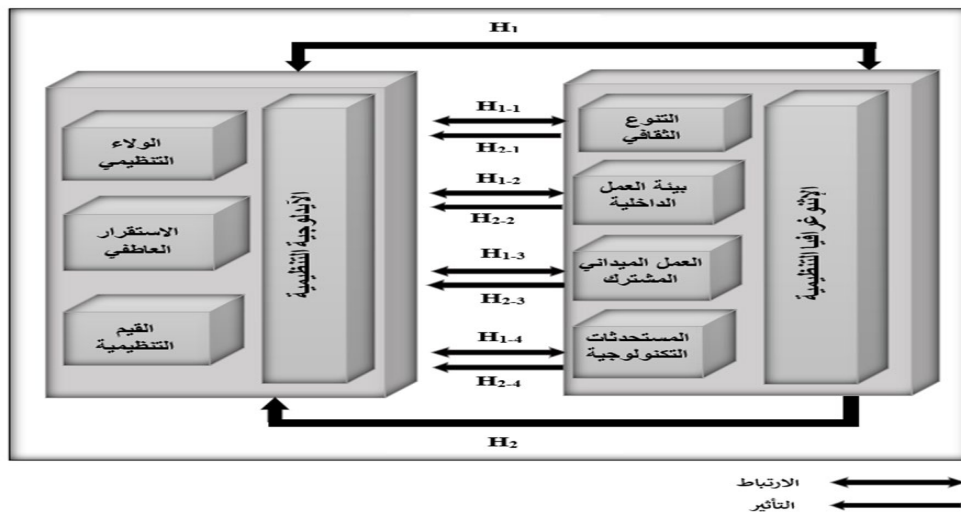 H1
التنوع
الثقافي
بيئة العمل
الداخلية
العمل الميداني
المشترك
المستحدثات
التكنولوجية
الإثنوغرافيا التنظيمية
H1-1
H2-1
H1-2
H2-2
H1-3
H2-3
H1-4
H2-4
الولاء
التنظيمي
الاستقرار
العاطفي
القيم
التنظيمية
الآيدلوجية التنظيمية
H2
الارتباط
التأثير